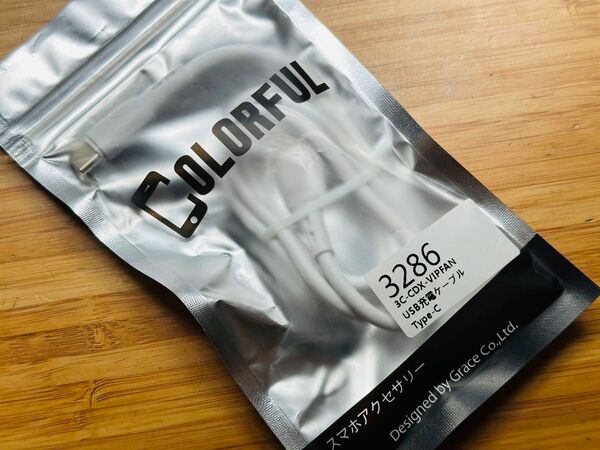 COLORFUL
3286
3C-CDX-VIPFAN
USB充電ケーブル
Type-C
スマホアクセサリー
Designed by Grace Co.,Ltd.